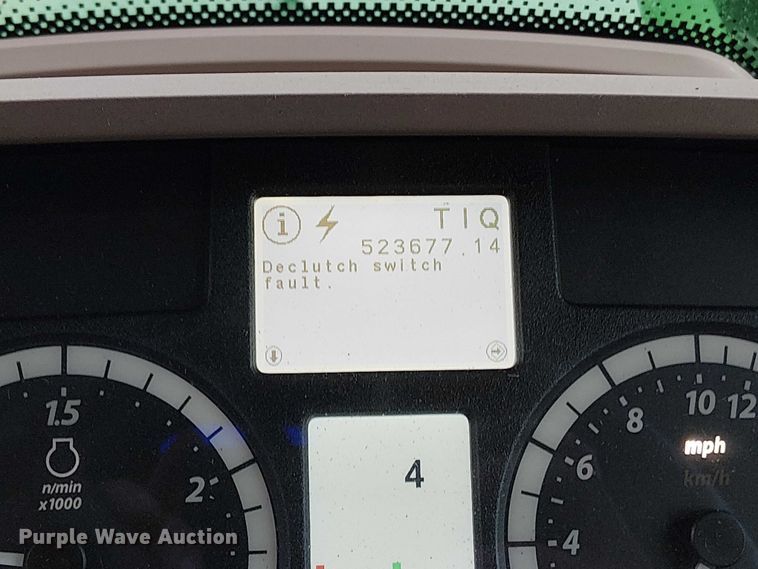 i
T I Q
523677.14
Declutch switch
fault.
1.5
n/min
x1000
2
4
10
12
8
6
4
mph
km/h
Purple Wave Auction